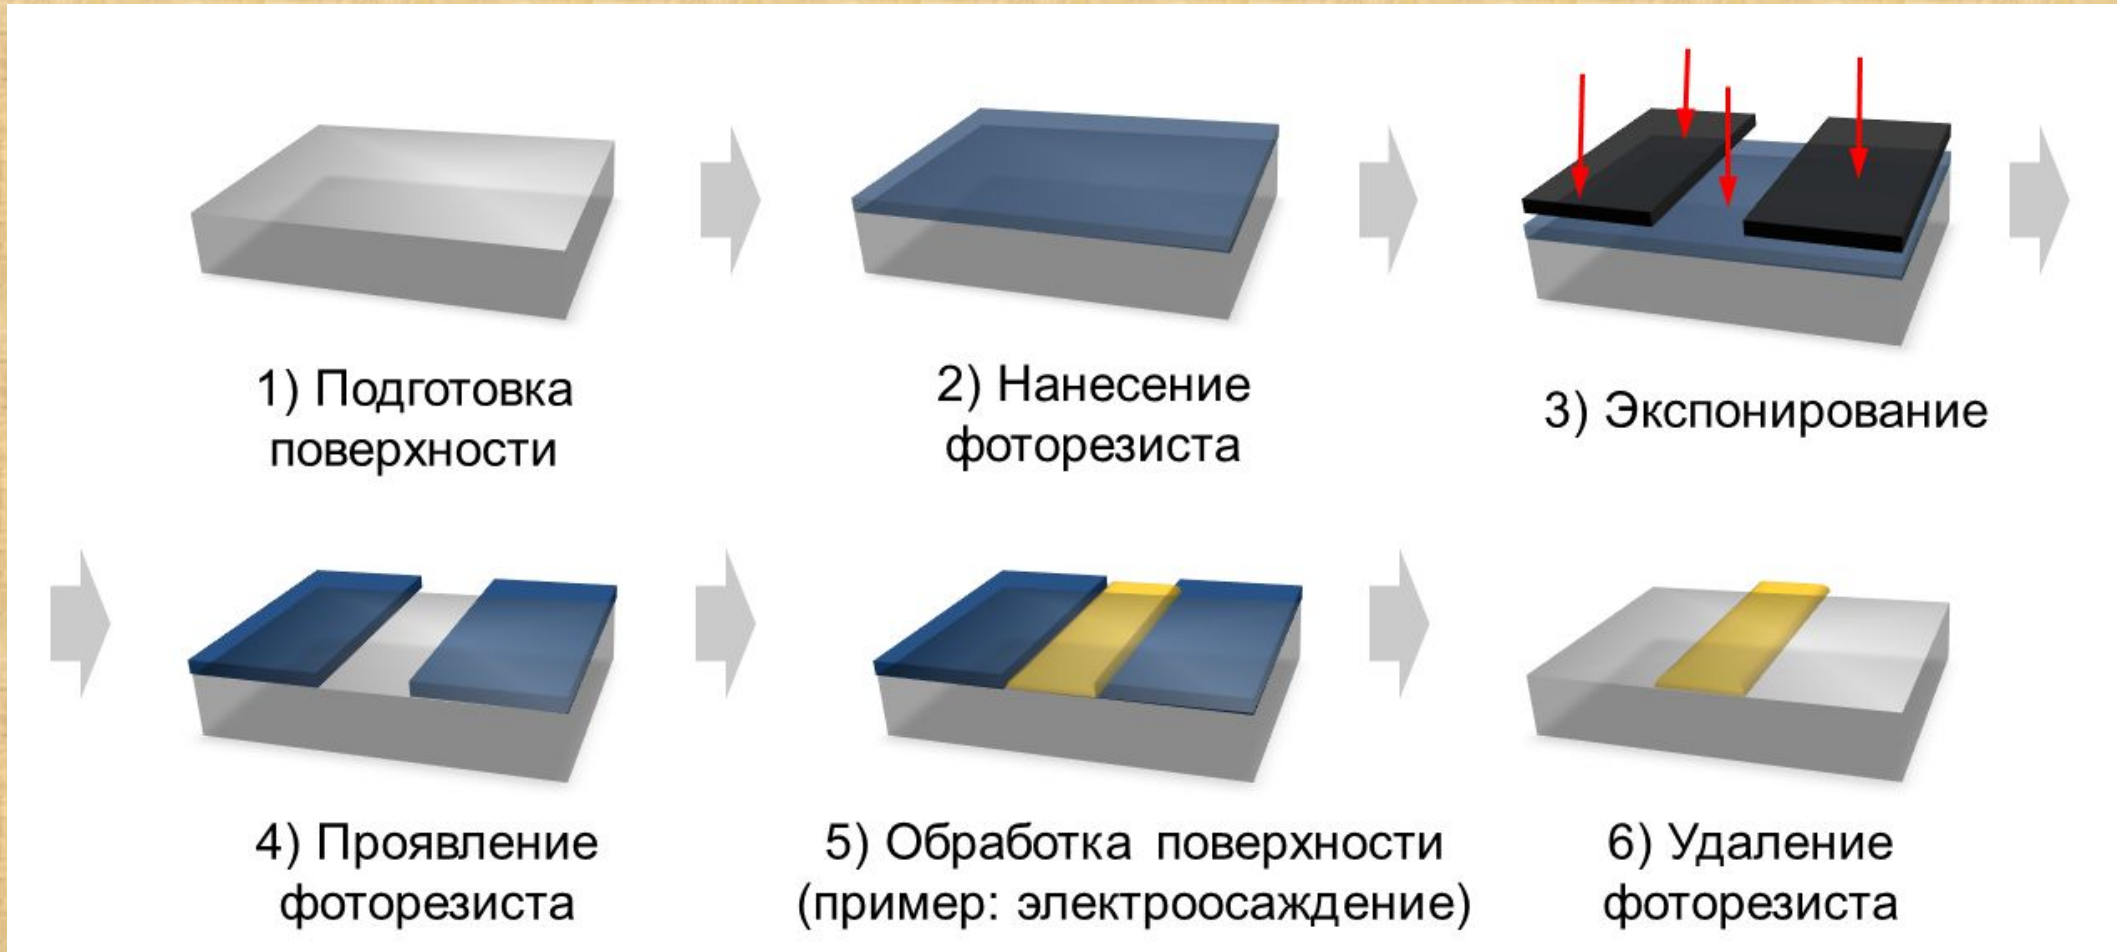 1) Подготовка
поверхности
2) Нанесение
фоторезиста
3) Экспонирование
4) Проявление
фоторезиста
5) Обработка поверхности
(пример: электроосаждение)
6) Удаление
фоторезиста